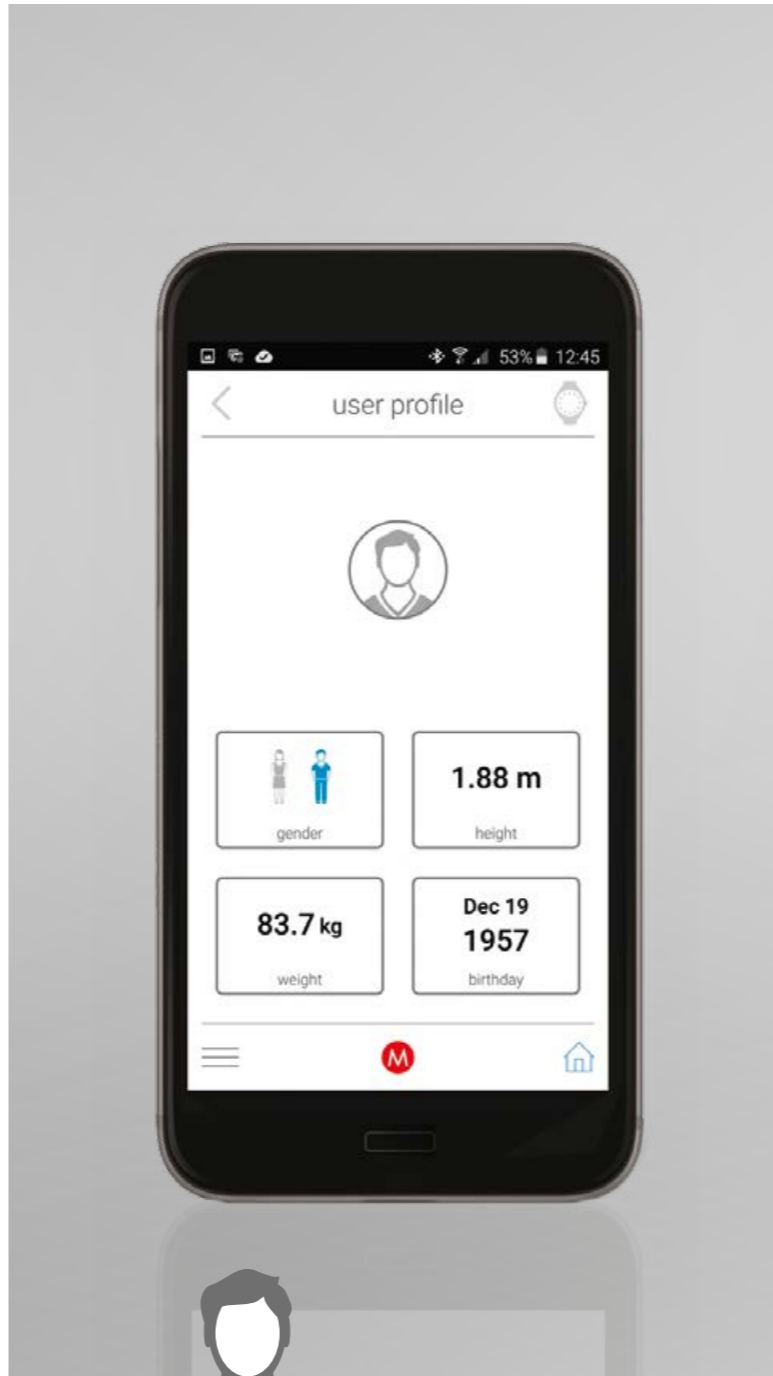 53% 12:45
user profile
gender
1.88 m
height
83.7 kg
weight
Dec 19
1957
birthday
M